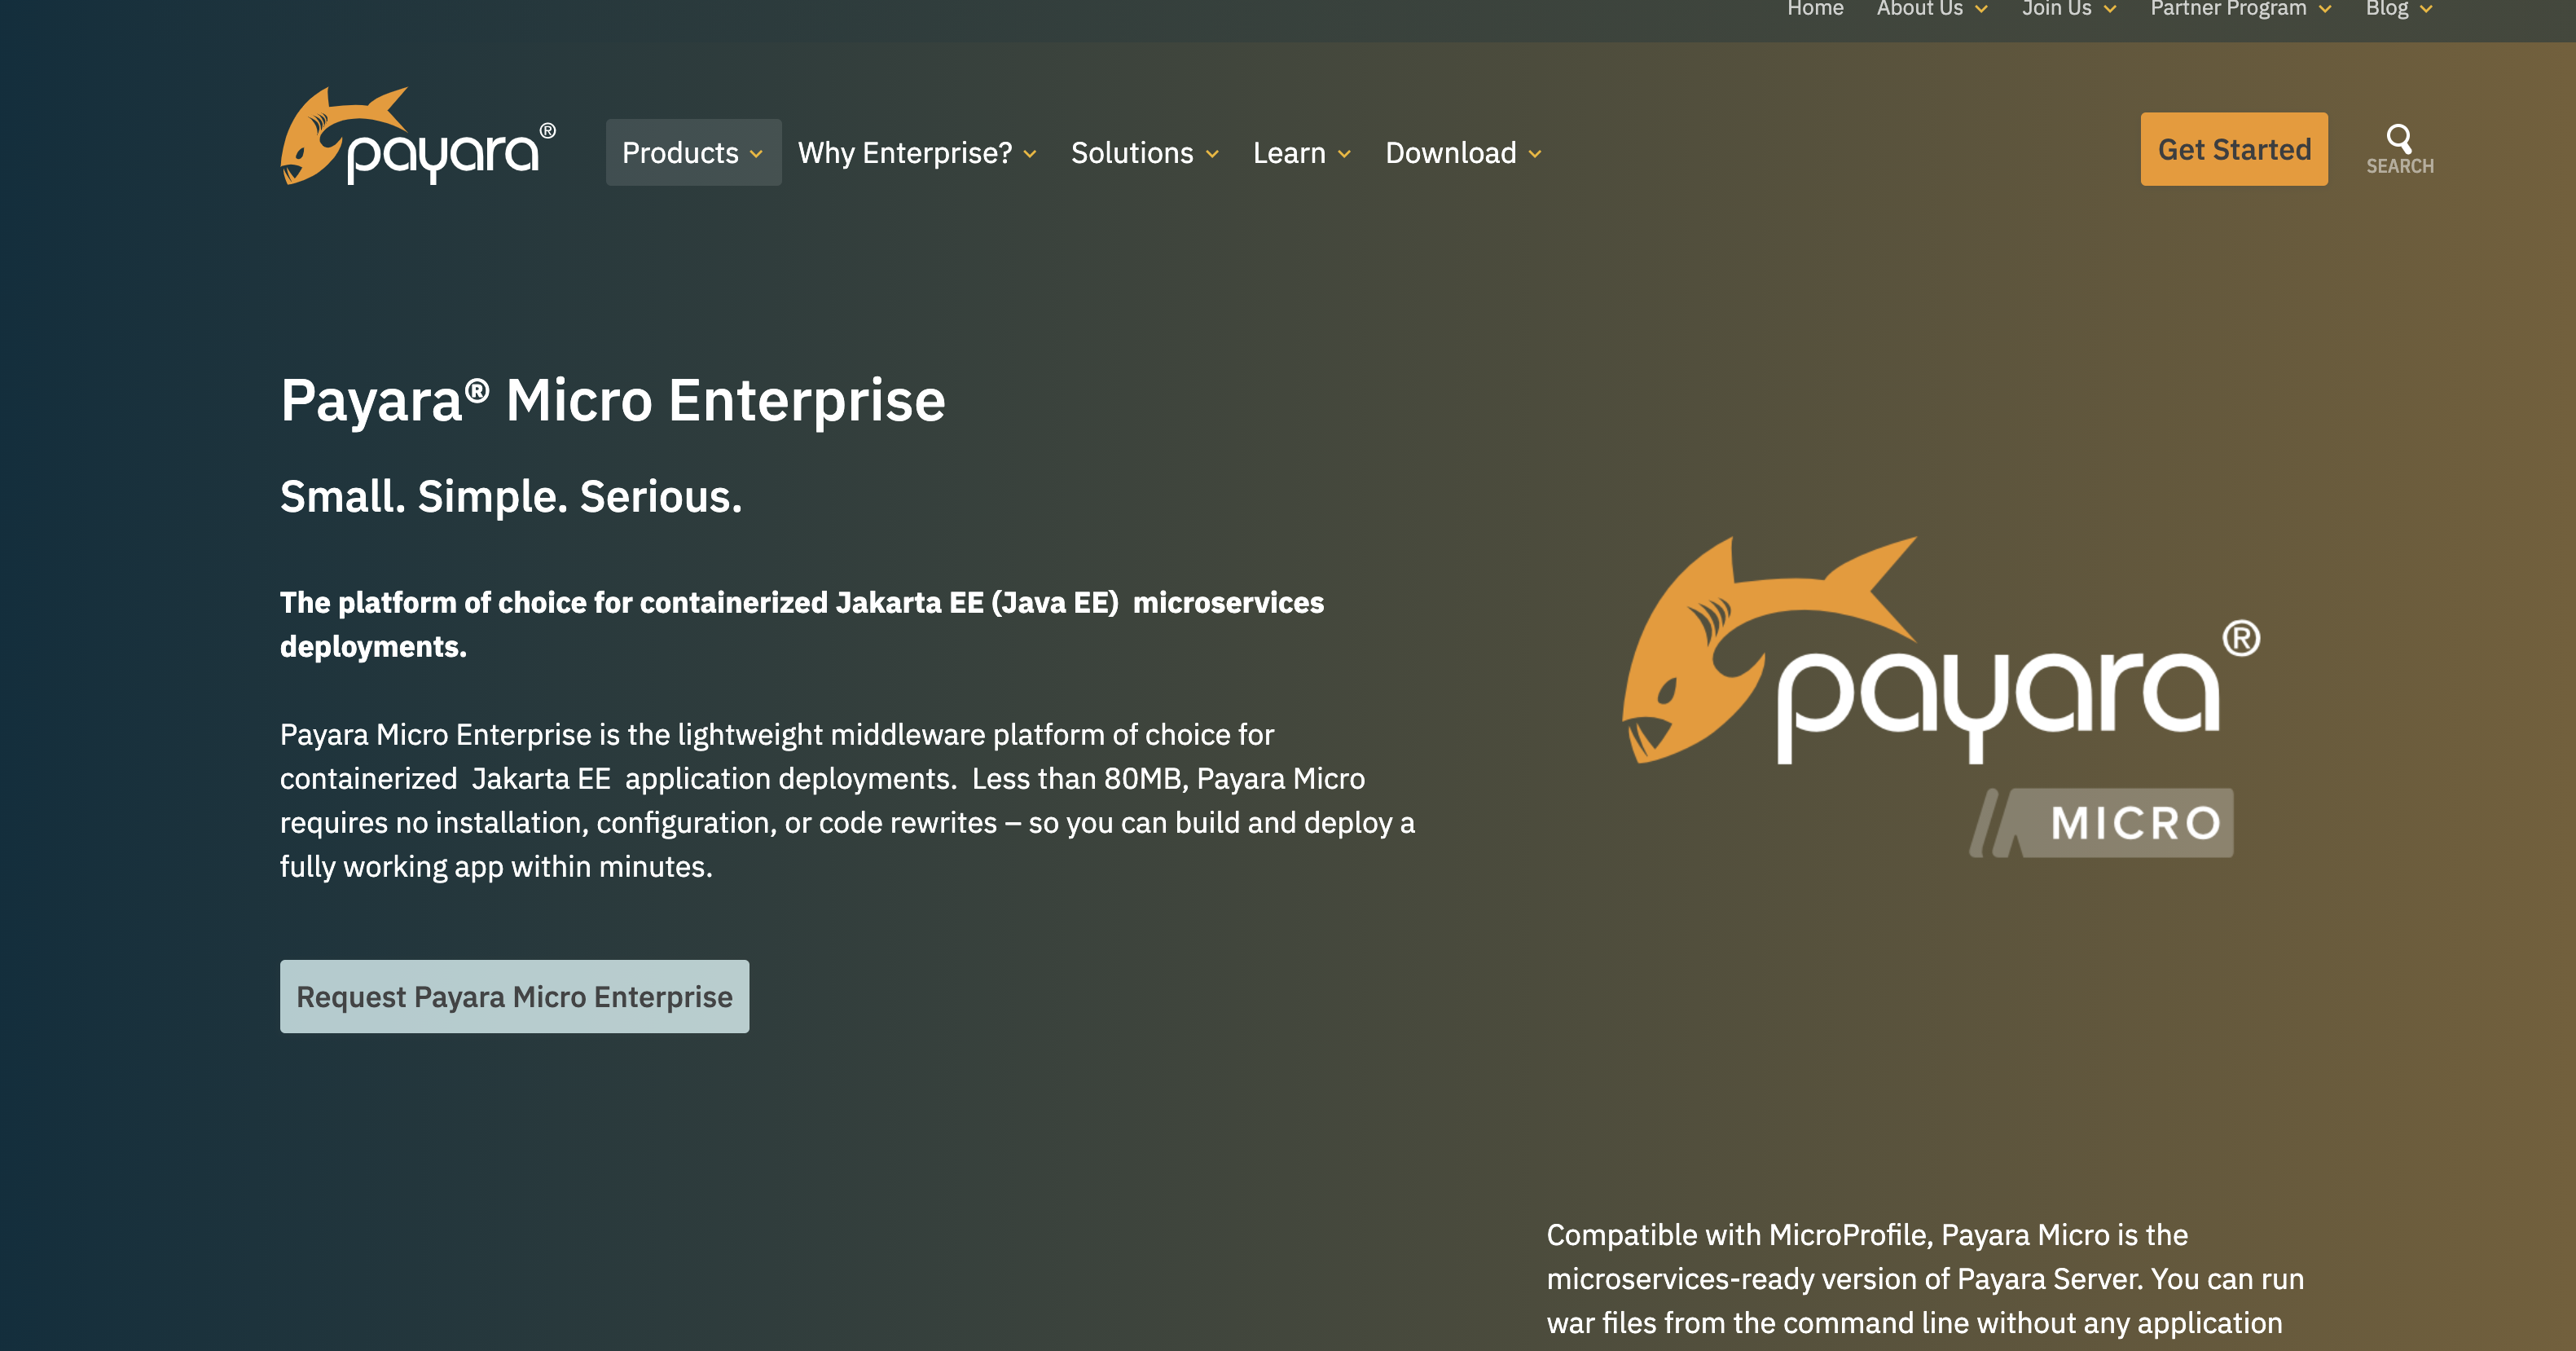 Home About Us Join Us Partner Program Blog
payara®
Products Why Enterprise? Solutions Learn Download
Get Started
SEARCH
Payara® Micro Enterprise
Small. Simple. Serious.
The platform of choice for containerized Jakarta EE (Java EE)  microservices
deployments.
Payara Micro Enterprise is the lightweight middleware platform of choice for
containerized  Jakarta EE  application deployments.  Less than 80MB, Payara Micro
requires no installation, configuration, or code rewrites – so you can build and deploy a
fully working app within minutes.
Request Payara Micro Enterprise
payara®
MICRO
Compatible with MicroProfile, Payara Micro is the
microservices-ready version of Payara Server. You can run
war files from the command line without any application